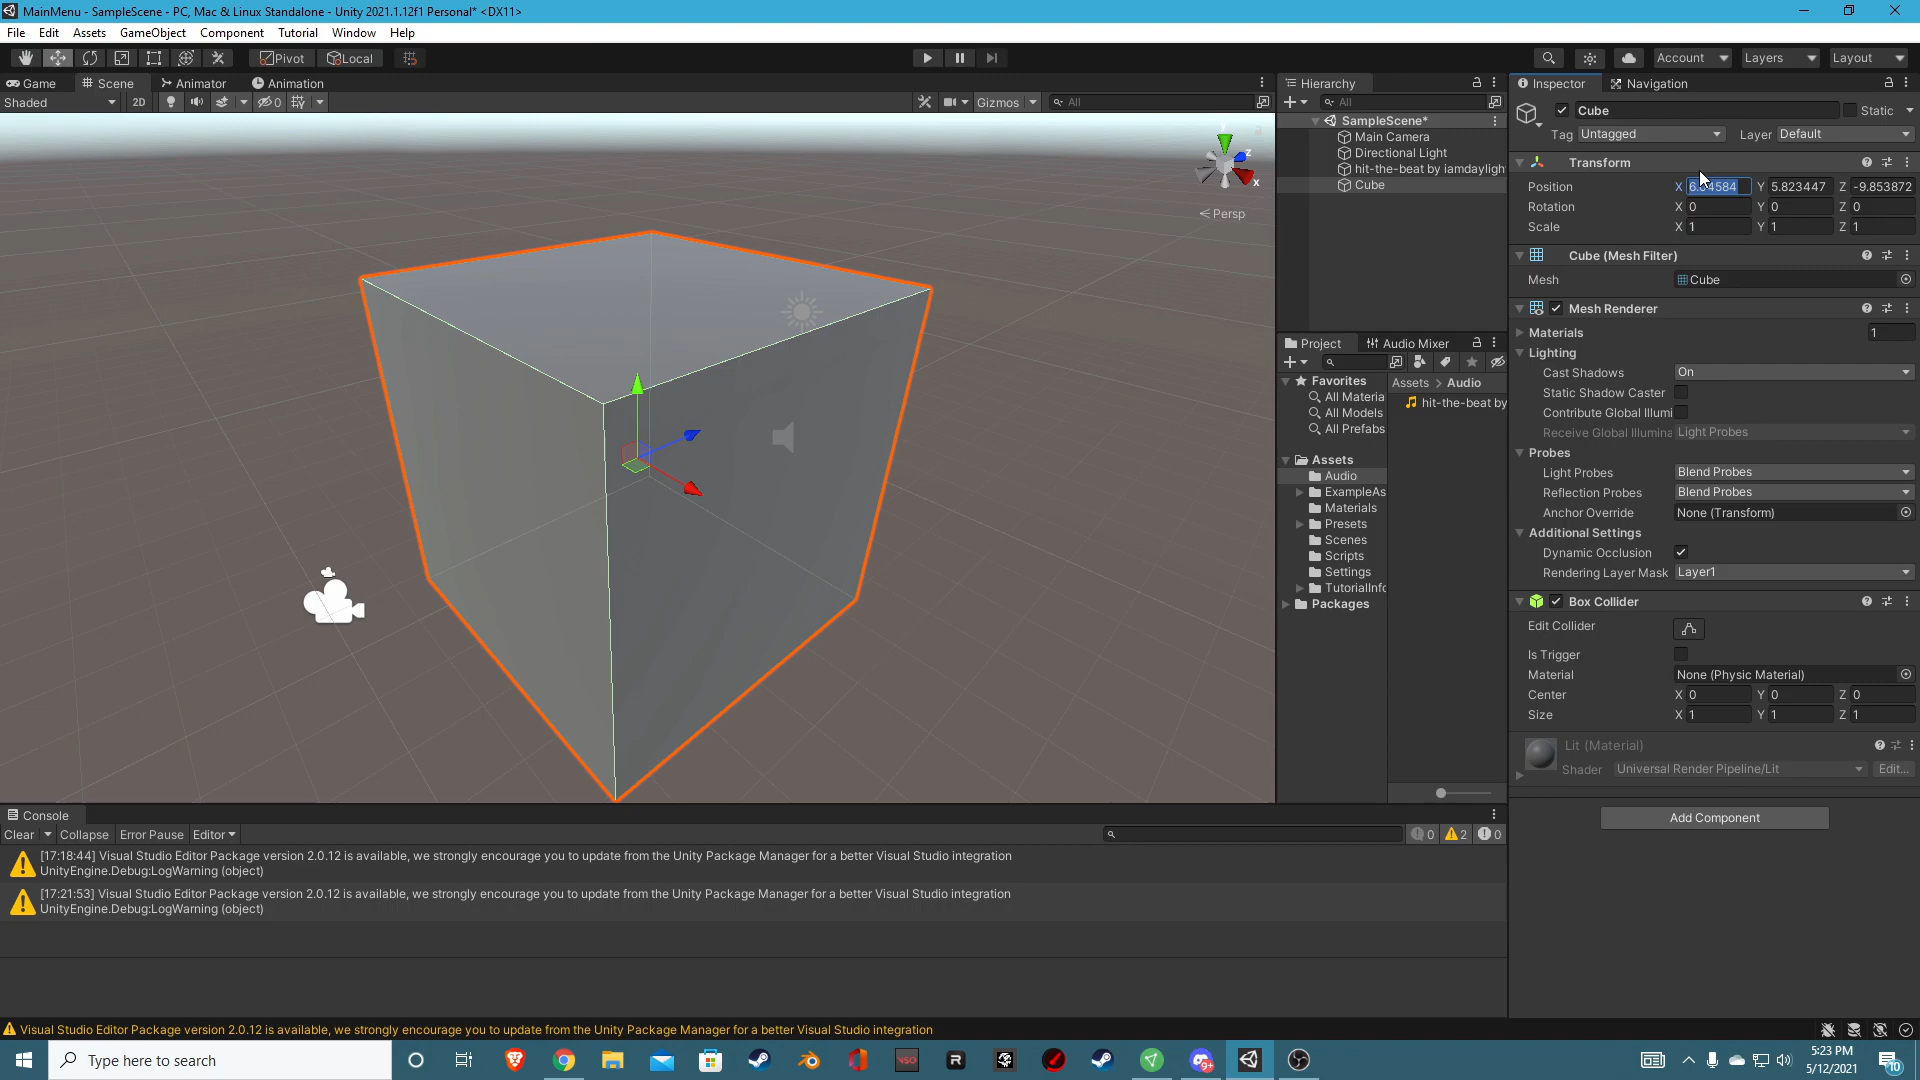 MainMenu - SampleScene - PC, Mac & Linux Standalone - Unity 2021.1.12f1 Personal* <DX11>
File Edit Assets GameObject Component Tutorial Window Help
Pivot Local Account Layers Layout
Game Scene Animator Animation
Shaded 2D 0 Gizmos All
y
z
x
Persp
Hierarchy
All
SampleScene*
Main Camera
Directional Light
hit-the-beat by iamdayligh
Cube
Project Audio Mixer
Favorites
All Materia
All Models
All Prefabs
Assets
Audio
ExampleAs
Materials
Presets
Scenes
Scripts
Settings
TutorialInfo
Packages
Assets > Audio
hit-the-beat by
Inspector Navigation
Cube Static
Tag Untagged Layer Default
Transform
Position X Y 5.823447 Z -9.853872
Rotation X 0 Y 0 Z 0
Scale X 1 Y 1 Z 1
Cube (Mesh Filter)
Mesh Cube
Mesh Renderer
Materials 1
Lighting
Cast Shadows On
Static Shadow Caster
Contribute Global Illumi
Receive Global Illumina Light Probes
Probes
Light Probes Blend Probes
Reflection Probes Blend Probes
Anchor Override None (Transform)
Additional Settings
Dynamic Occlusion
Rendering Layer Mask Layer1
Box Collider
Edit Collider
Is Trigger
Material None (Physic Material)
Center X 0 Y 0 Z 0
Size X 1 Y 1 Z 1
Lit (Material)
Shader Universal Render Pipeline/Lit Edit...
Add Component
Console
Clear Collapse Error Pause Editor 0 2 0
[17:18:44] Visual Studio Editor Package version 2.0.12 is available, we strongly encourage you to update from the Unity Package Manager for a better Visual Studio integration
UnityEngine.Debug:LogWarning (object)
[17:21:53] Visual Studio Editor Package version 2.0.12 is available, we strongly encourage you to update from the Unity Package Manager for a better Visual Studio integration
UnityEngine.Debug:LogWarning (object)
Visual Studio Editor Package version 2.0.12 is available, we strongly encourage you to update from the Unity Package Manager for a better Visual Studio integration
Type here to search
VSO
R
9+
5:23 PM
5/12/2021
10